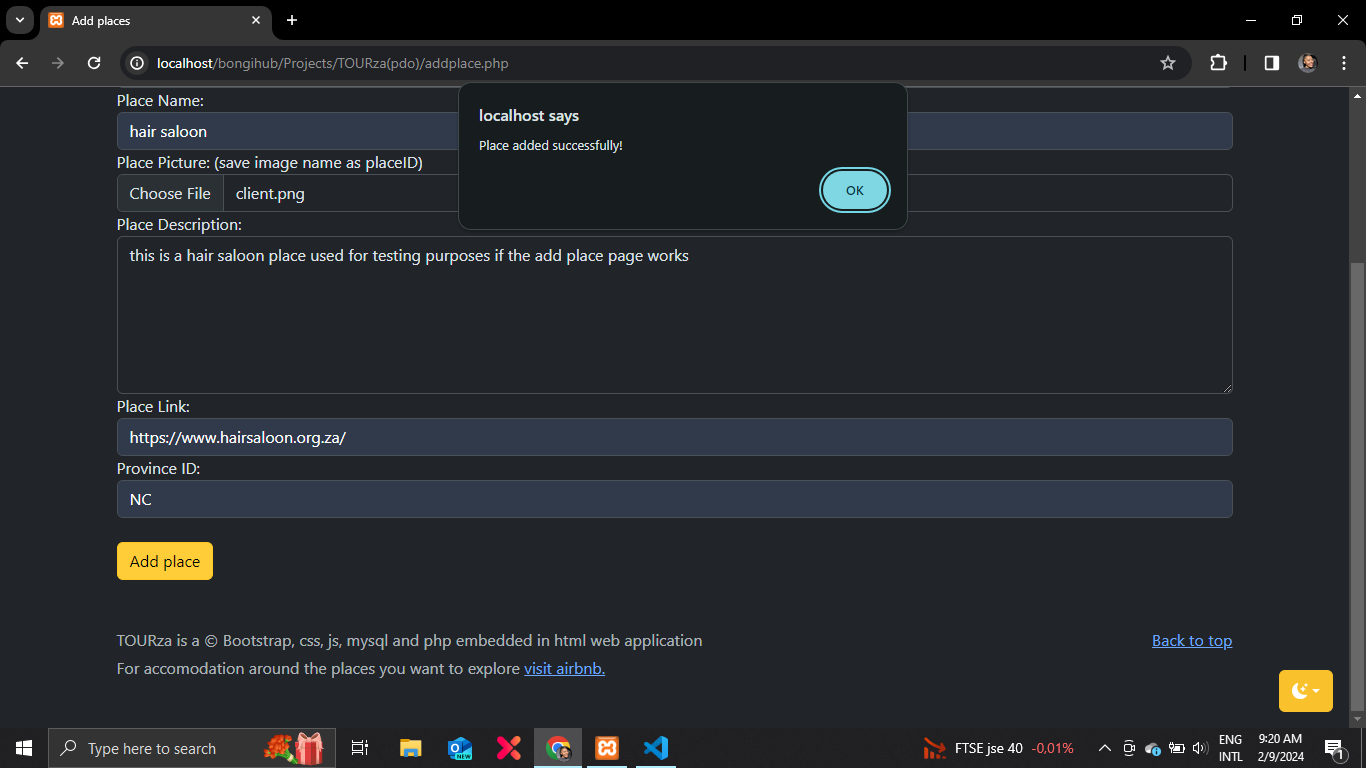 Add places
localhost/bongihub/Projects/TOURza(pdo)/addplace.php
localhost says
Place added successfully!
OK
Place Name:
hair saloon
Place Picture: (save image name as placeID)
Choose File client.png
Place Description:
this is a hair saloon place used for testing purposes if the add place page works
Place Link:
https://www.hairsaloon.org.za/
Province ID:
NC
Add place
TOURza is a © Bootstrap, css, js, mysql and php embedded in html web application
Back to top
For accomodation around the places you want to explore visit airbnb.
Type here to search
NEW
FTSE jse 40 -0,01%
ENG
INTL
9:20 AM
2/9/2024
1